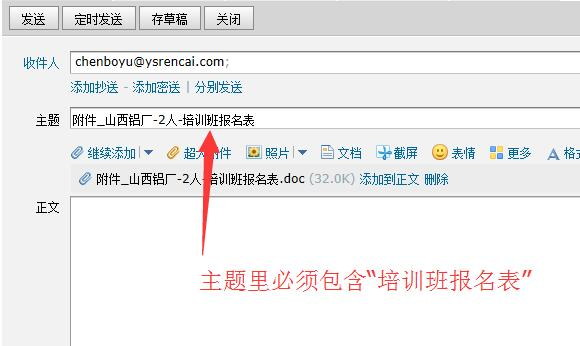 发送 定时发送 存草稿 关闭
收件人 chenboyu@ysrencai.com;
添加抄送 - 添加密送 | 分别发送
主题 附件_山西铝厂-2人-培训班报名表
继续添加 超大附件 照片 文档 截屏 表情 更多 格式
附件_山西铝厂-2人-培训班报名表.doc (32.0K) 添加到正文 删除
正文
主题里必须包含“培训班报名表”